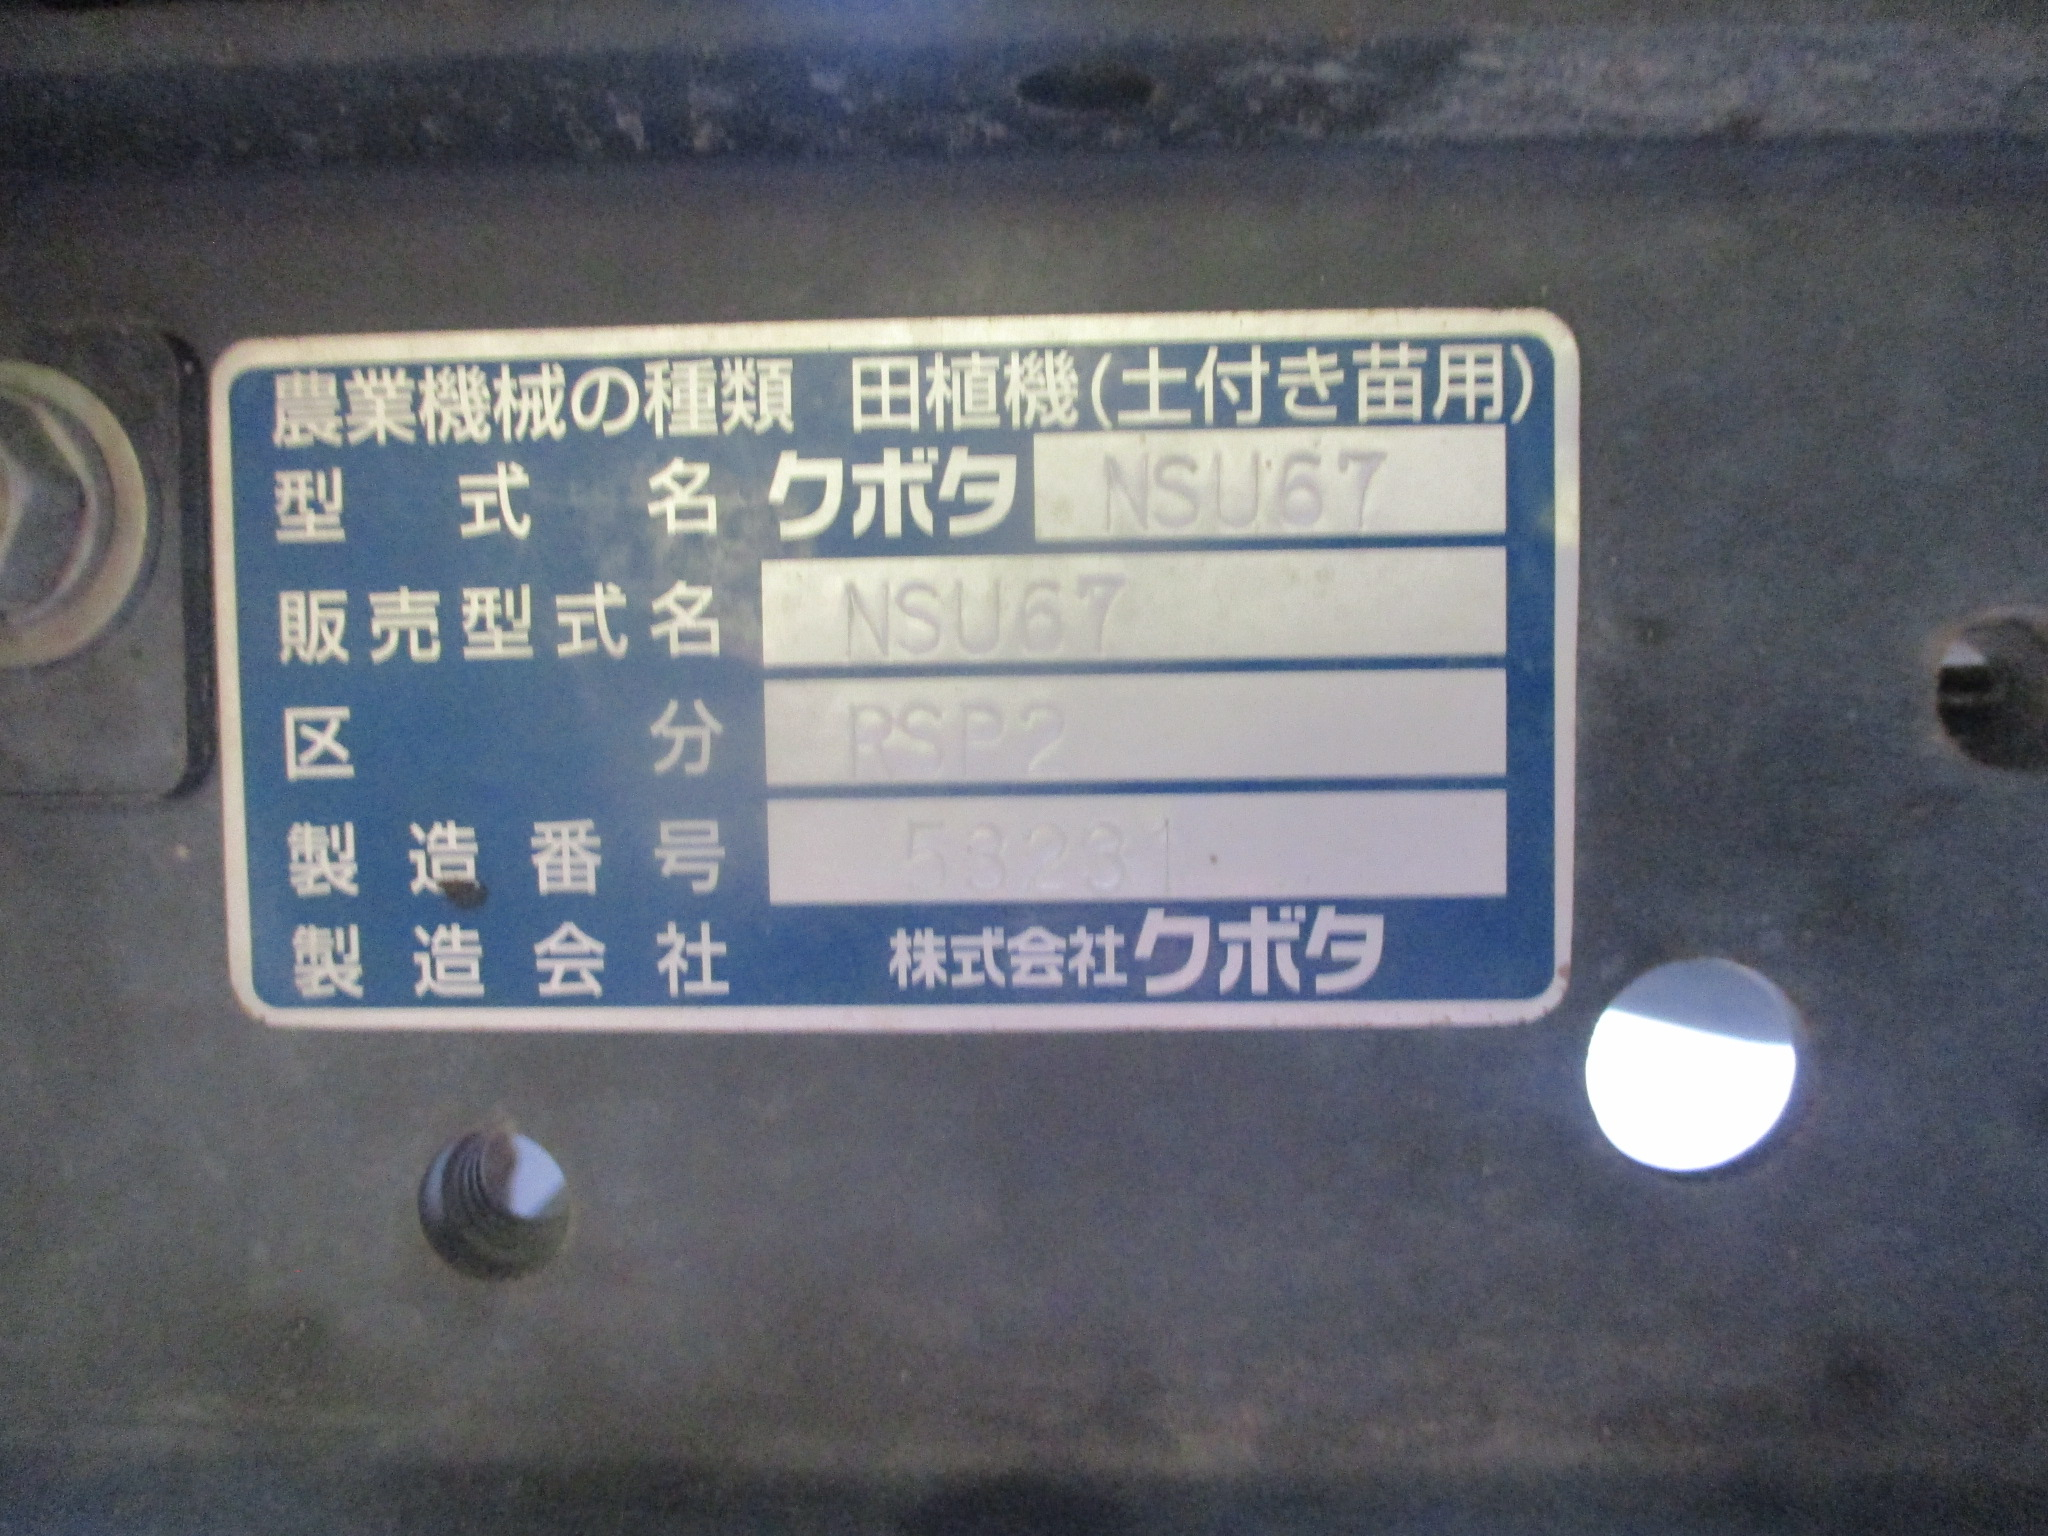 農業機械の種類 田植機(土付き苗用)
型式名 クボタ NSU67
販売型式名 NSU67
区分 RSP2
製造番号 53231
製造会社 株式会社クボタ